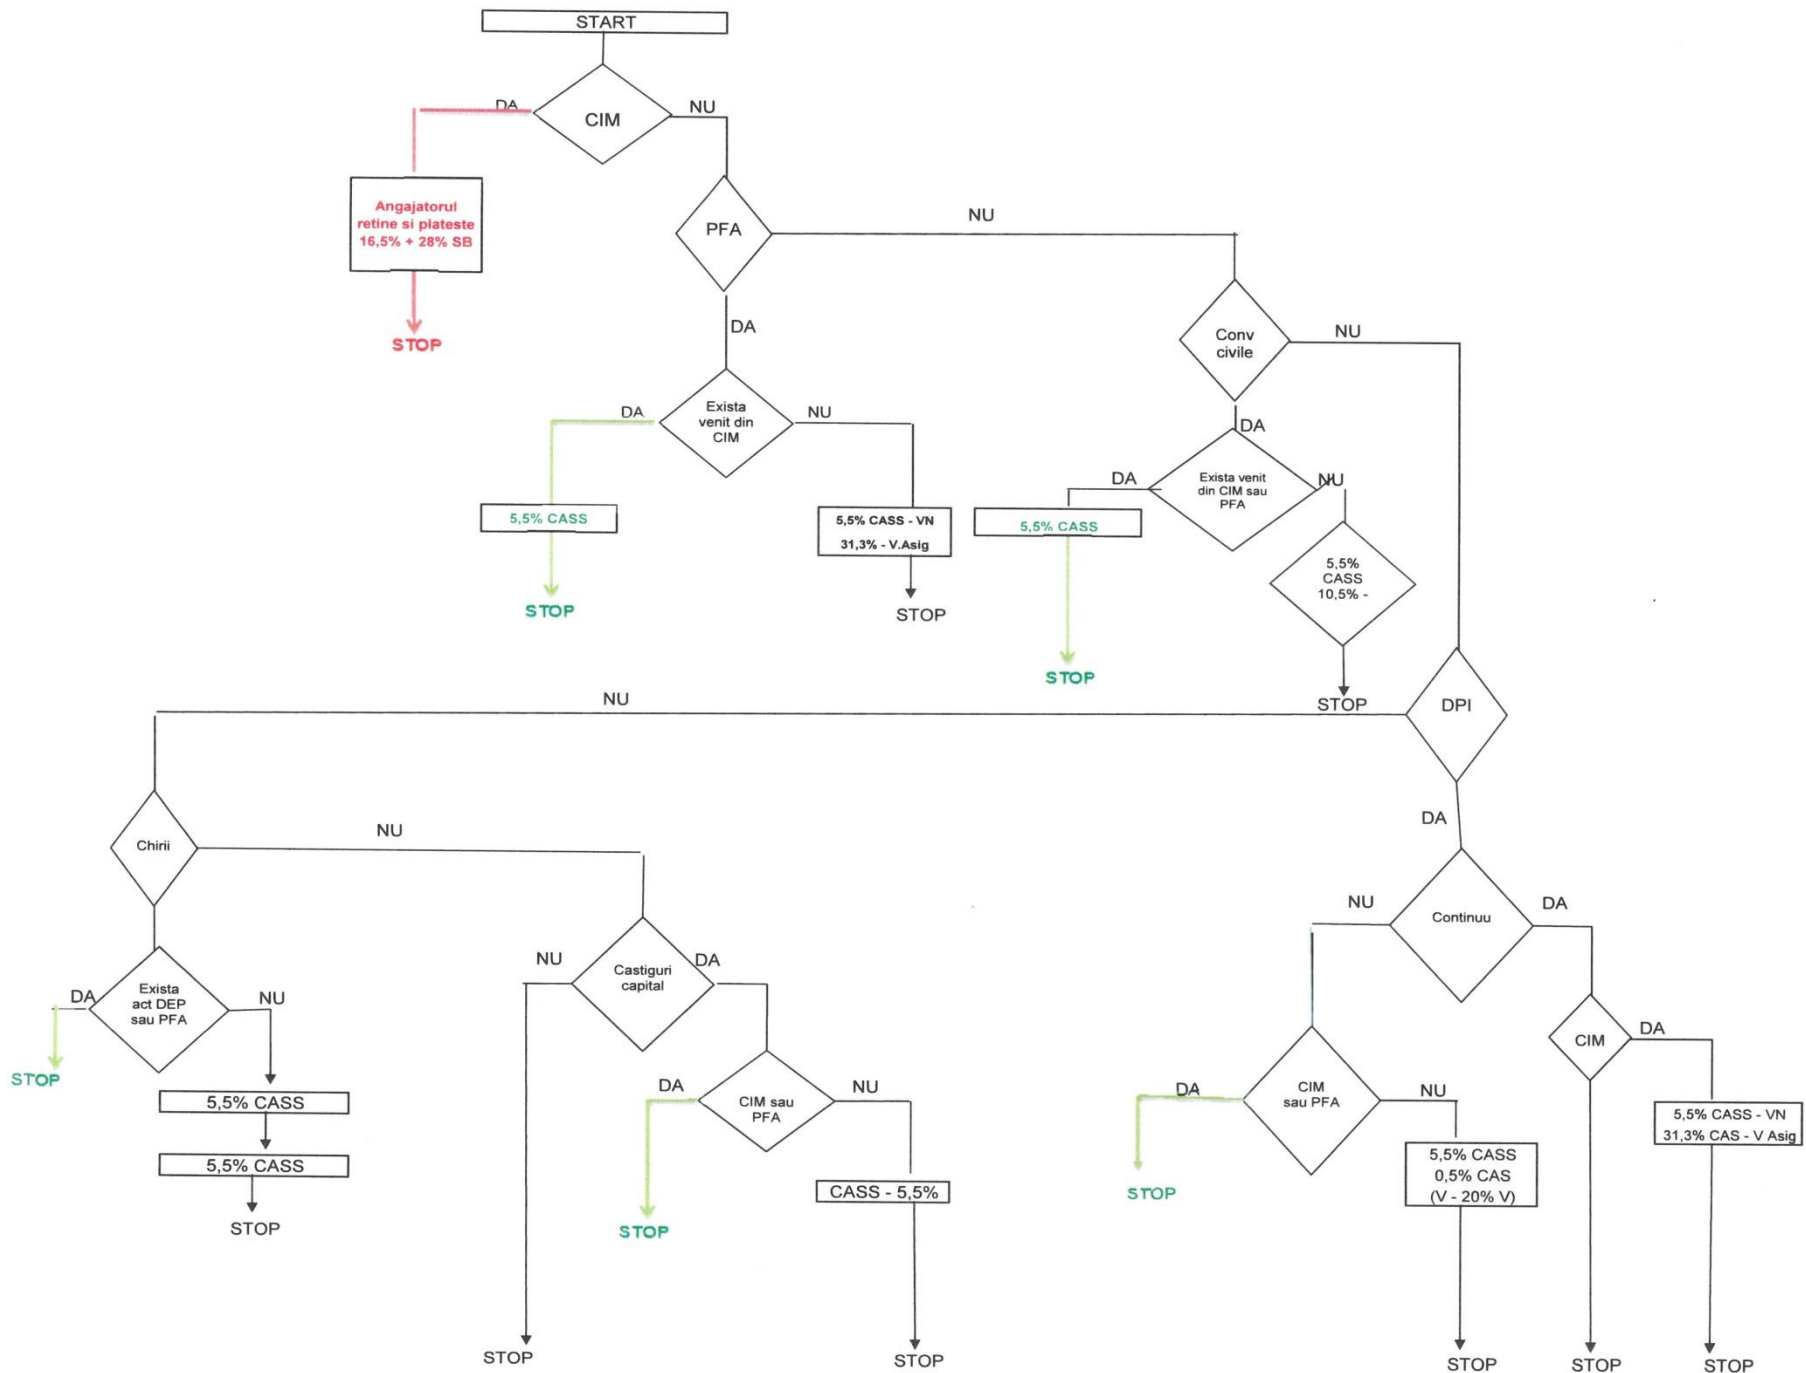 START
DA
CIM
NU
Angajatorul
retine si plateste
16,5% + 28% SB
STOP
PFA
NU
DA
Conv
civile
NU
DA
Exista
venit din
CIM
DA
NU
5,5% CASS
STOP
5,5% CASS - VN
31,3% - V.Asig
STOP
DA
Exista venit
din CIM sau
PFA
NU
5,5% CASS
STOP
5,5%
CASS
10,5% -
STOP
DPI
NU
DA
Chirii
NU
Exista
act DEP
sau PFA
DA
NU
STOP
5,5% CASS
5,5% CASS
STOP
Castiguri
capital
NU
DA
STOP
CIM sau
PFA
DA
NU
STOP
CASS - 5,5%
STOP
Continuu
NU
DA
CIM
sau PFA
DA
NU
STOP
5,5% CASS
0,5% CAS
(V - 20% V)
STOP
CIM
DA
STOP
5,5% CASS - VN
31,3% CAS - V Asig
STOP